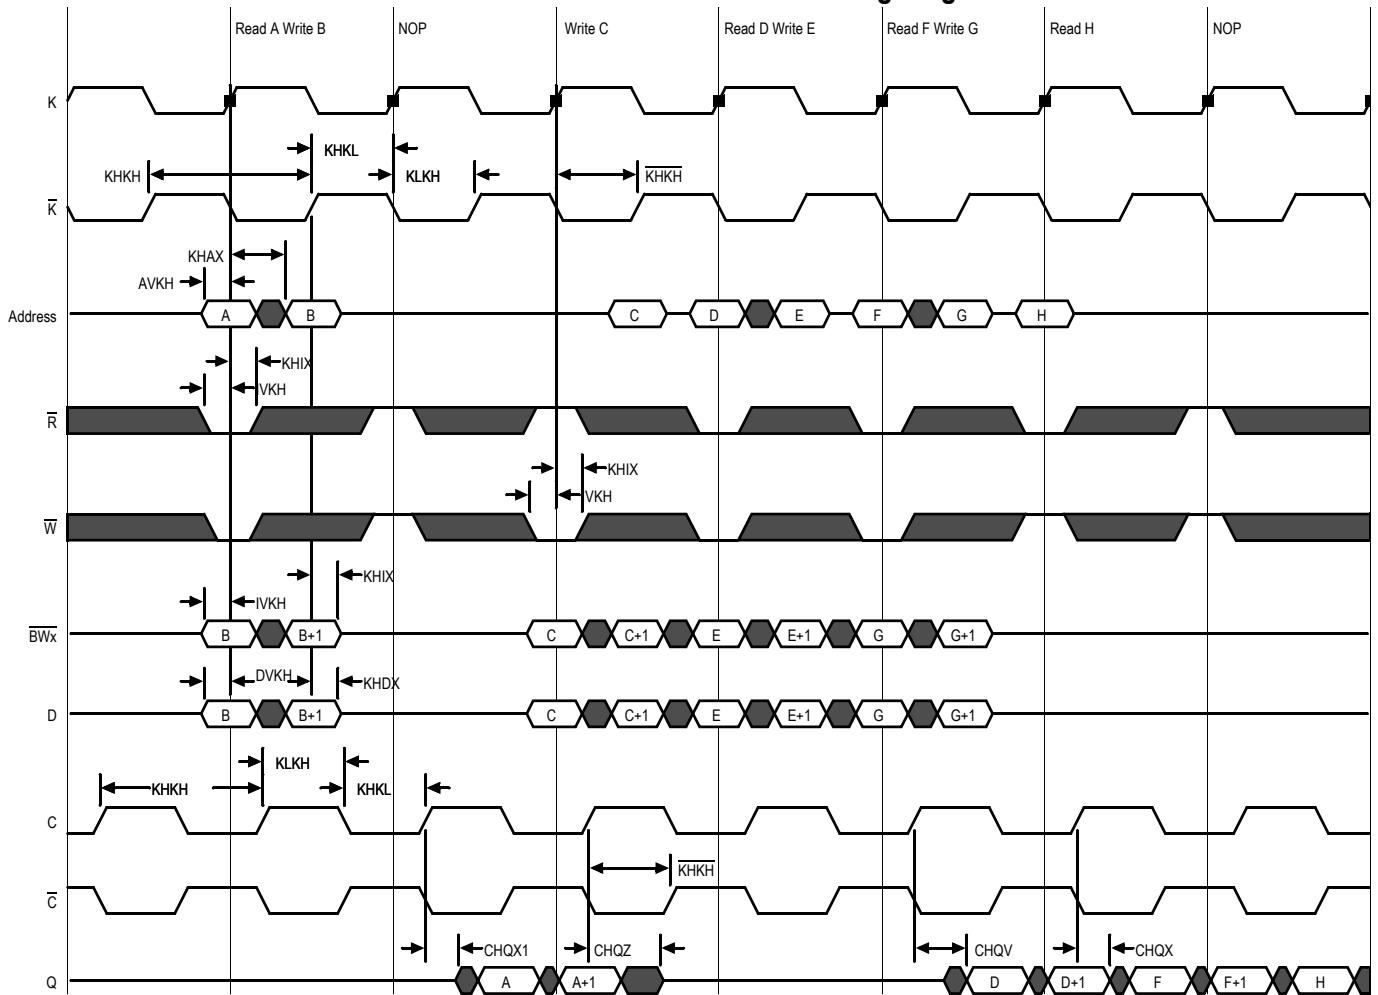 Read A Write B NOP Write C Read D Write E Read F Write G Read H NOP
K
KHKL
KHKH KLKH KHKH
K
KHAX
AVKH
Address A B C D E F G H
KHIX
IVKH
R
KHIX
VKH
W
KHIX
IVKH
BWx B B+1 C C+1 E E+1 G G+1
DVKH KHDX
D B B+1 C C+1 E E+1 G G+1
KLKH
KHKH KHKL
C
KHKH
C
CHQX1 CHQZ CHQV CHQX
Q A A+1 D D+1 F F+1 H